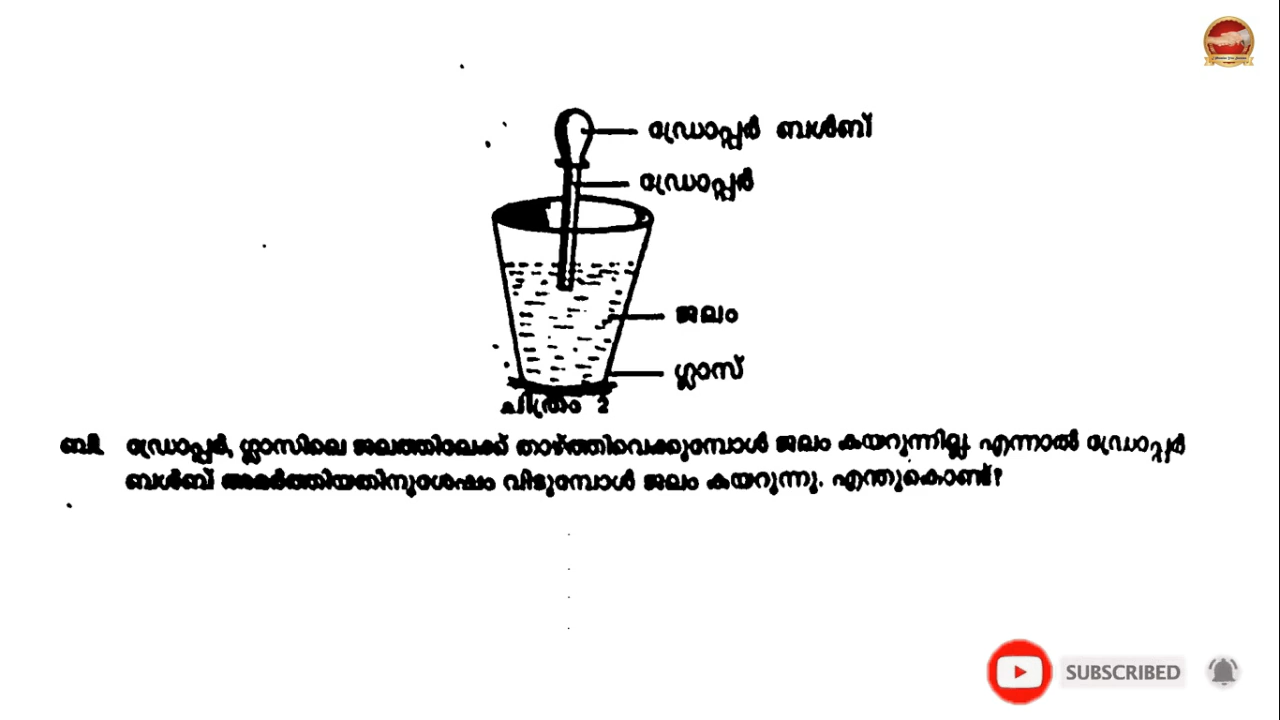 ഡ്രോപ്പർ ബൾബ്
ഡ്രോപ്പർ
ജലം
ഗ്ലാസ്
ചിത്രം 2
ബി. ഡ്രോപ്പർ, ഗ്ലാസിലെ ജലത്തിലേക്ക് താഴ്ത്തിവെക്കുമ്പോൾ ജലം കയറുന്നില്ല. എന്നാൽ ഡ്രോപ്പർ
ബൾബ് അമർത്തിയതിനുശേഷം വിടുമ്പോൾ ജലം കയറുന്നു. എന്തുകൊണ്ട്?
SUBSCRIBED